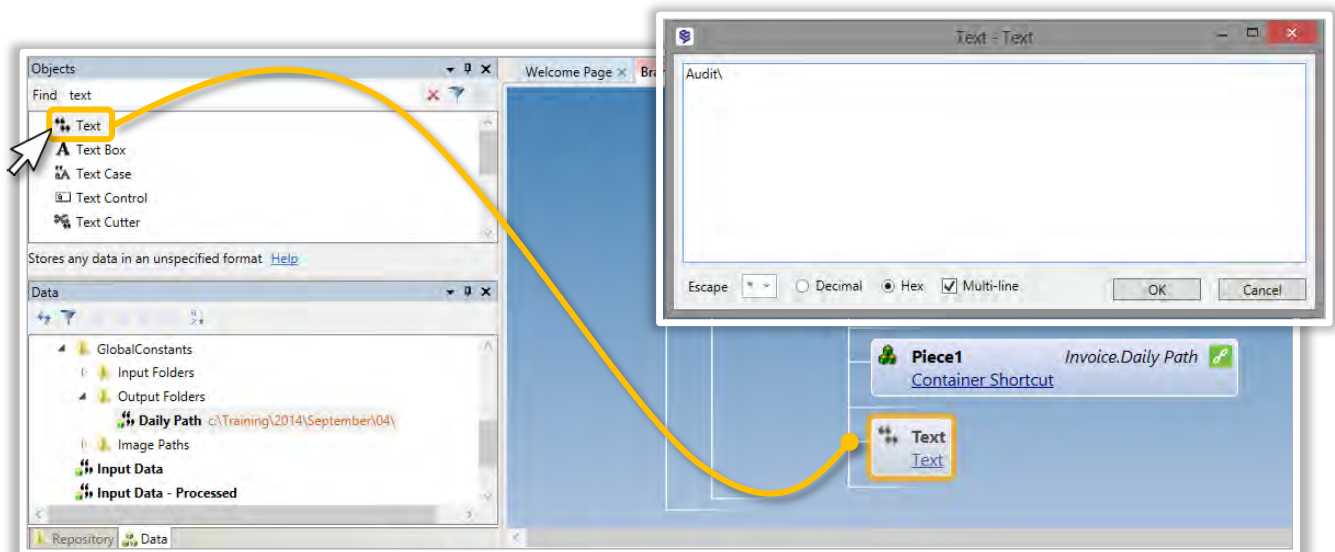 Objects
Find text
Text
A Text Box
Text Case
Text Control
Text Cutter
Stores any data in an unspecified format Help
Data
GlobalConstants
Input Folders
Output Folders
Daily Path c:\Training\2014\September\04\
Image Paths
Input Data
Input Data - Processed
Repository Data
Welcome Page
Text - Text
Audit\
Escape * Decimal Hex Multi-line OK Cancel
Piece1 Invoice.Daily Path
Container Shortcut
Text
Text